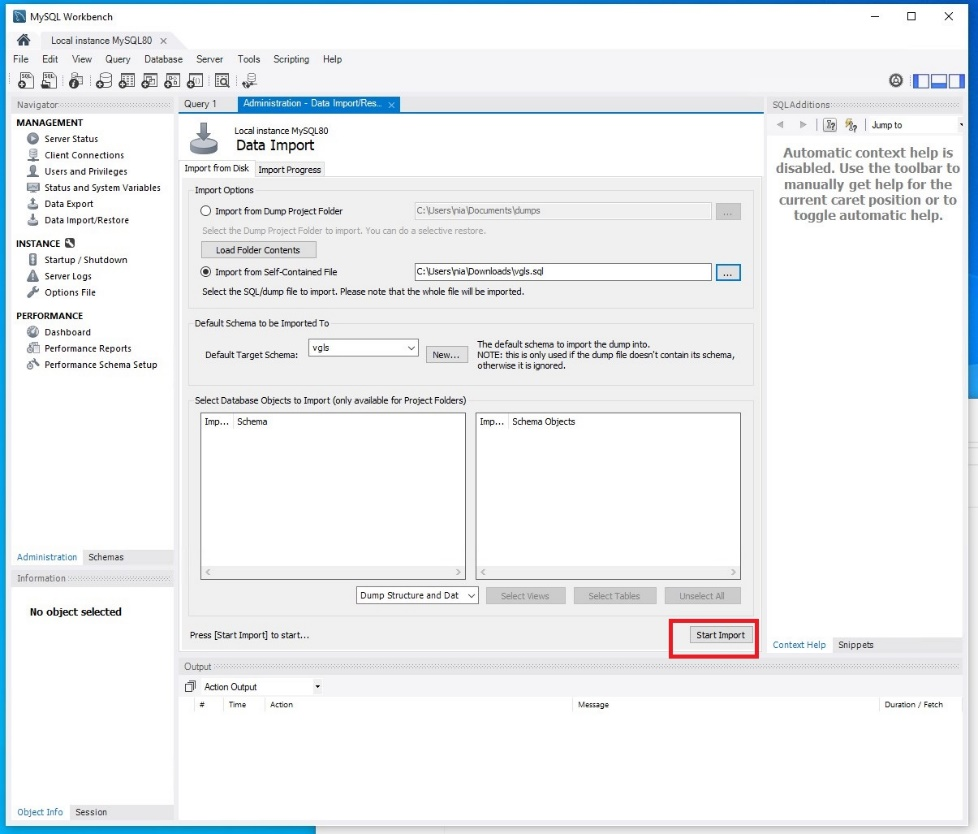 MySQL Workbench
Local instance MySQL80
File Edit View Query Database Server Tools Scripting Help
Navigator
MANAGEMENT
Server Status
Client Connections
Users and Privileges
Status and System Variables
Data Export
Data Import/Restore
INSTANCE
Startup / Shutdown
Server Logs
Options File
PERFORMANCE
Dashboard
Performance Reports
Performance Schema Setup
Administration Schemas
Information
No object selected
Object Info Session
Query 1 Administration - Data Import/Res...
Local instance MySQL80
Data Import
Import from Disk Import Progress
Import Options
Import from Dump Project Folder C:\Users\nia\Documents\dumps ...
Select the Dump Project Folder to import. You can do a selective restore.
Load Folder Contents
Import from Self-Contained File C:\Users\nia\Downloads\vgls.sql ...
Select the SQL/dump file to import. Please note that the whole file will be imported.
Default Schema to be Imported To
Default Target Schema: vgls New...
The default schema to import the dump into.
NOTE: this is only used if the dump file doesn't contain its schema,
otherwise it is ignored.
Select Database Objects to Import (only available for Project Folders)
Imp... Schema
Imp... Schema Objects
Dump Structure and Dat Select Views Select Tables Unselect All
Press [Start Import] to start...
Start Import
SQLAdditions
Jump to
Automatic context help is
disabled. Use the toolbar to
manually get help for the
current caret position or to
toggle automatic help.
Context Help Snippets
Output
Action Output
# Time Action Message Duration / Fetch